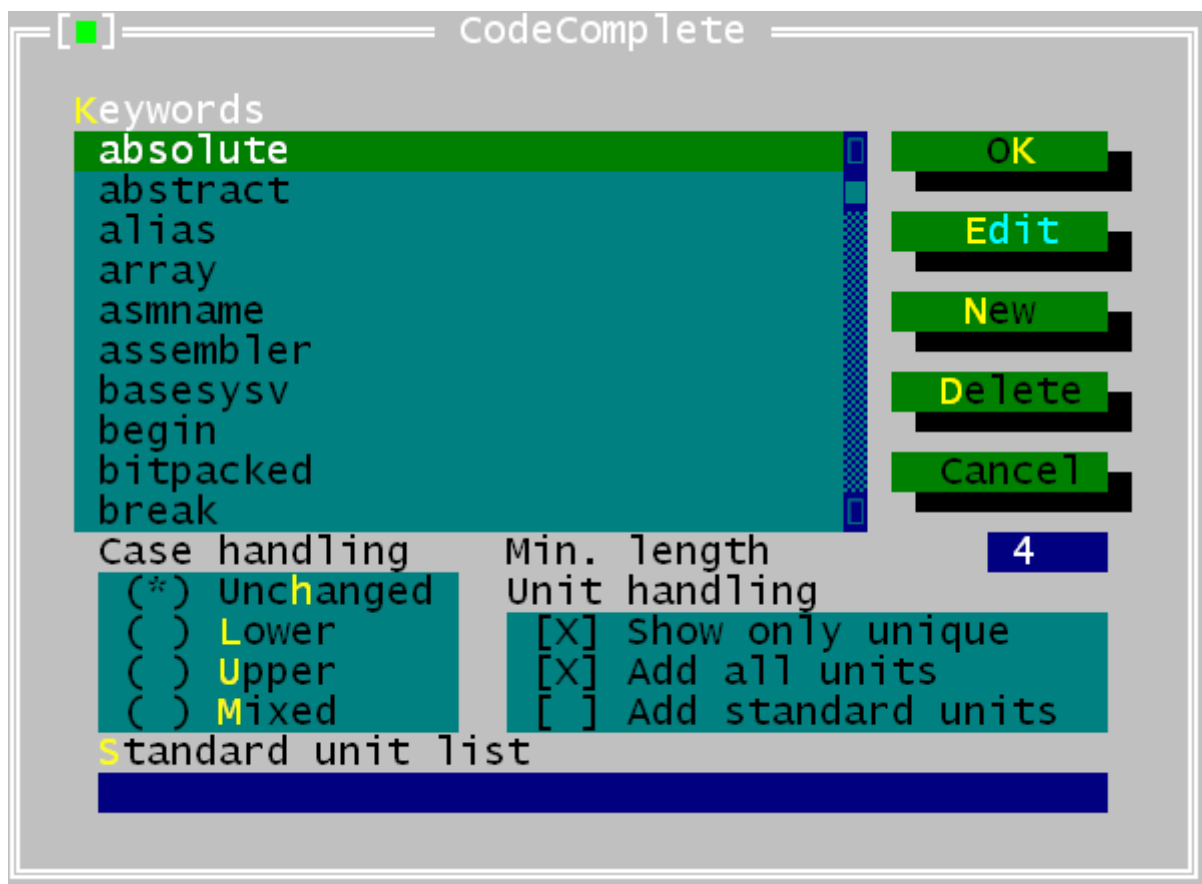 [■] CodeComplete
Keywords
absolute
abstract
alias
array
asmname
assembler
basesysv
begin
bitpacked
break
OK
Edit
New
Delete
Cancel
Case handling
(*) Unchanged
( ) Lower
( ) Upper
( ) Mixed
Min. length 4
Unit handling
[X] Show only unique
[X] Add all units
[ ] Add standard units
Standard unit list